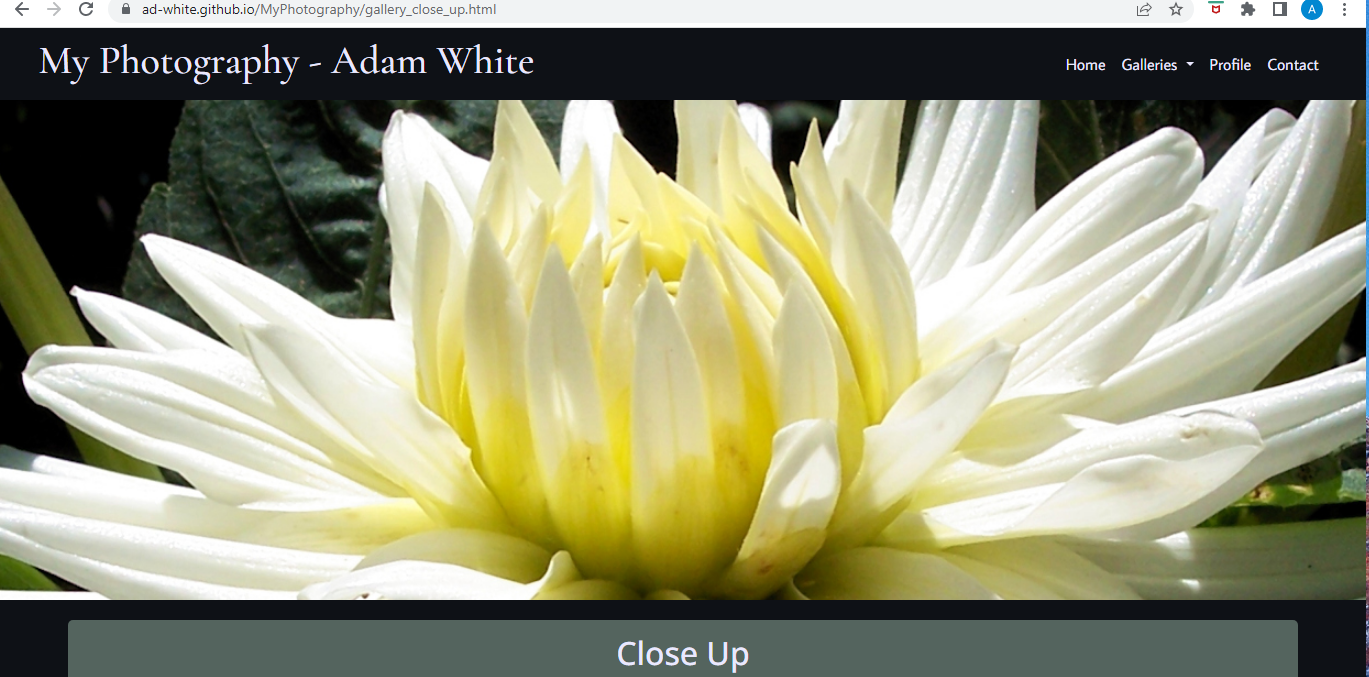 ad-white.github.io/MyPhotography/gallery_close_up.html
A
My Photography - Adam White
Home Galleries Profile Contact
Close Up